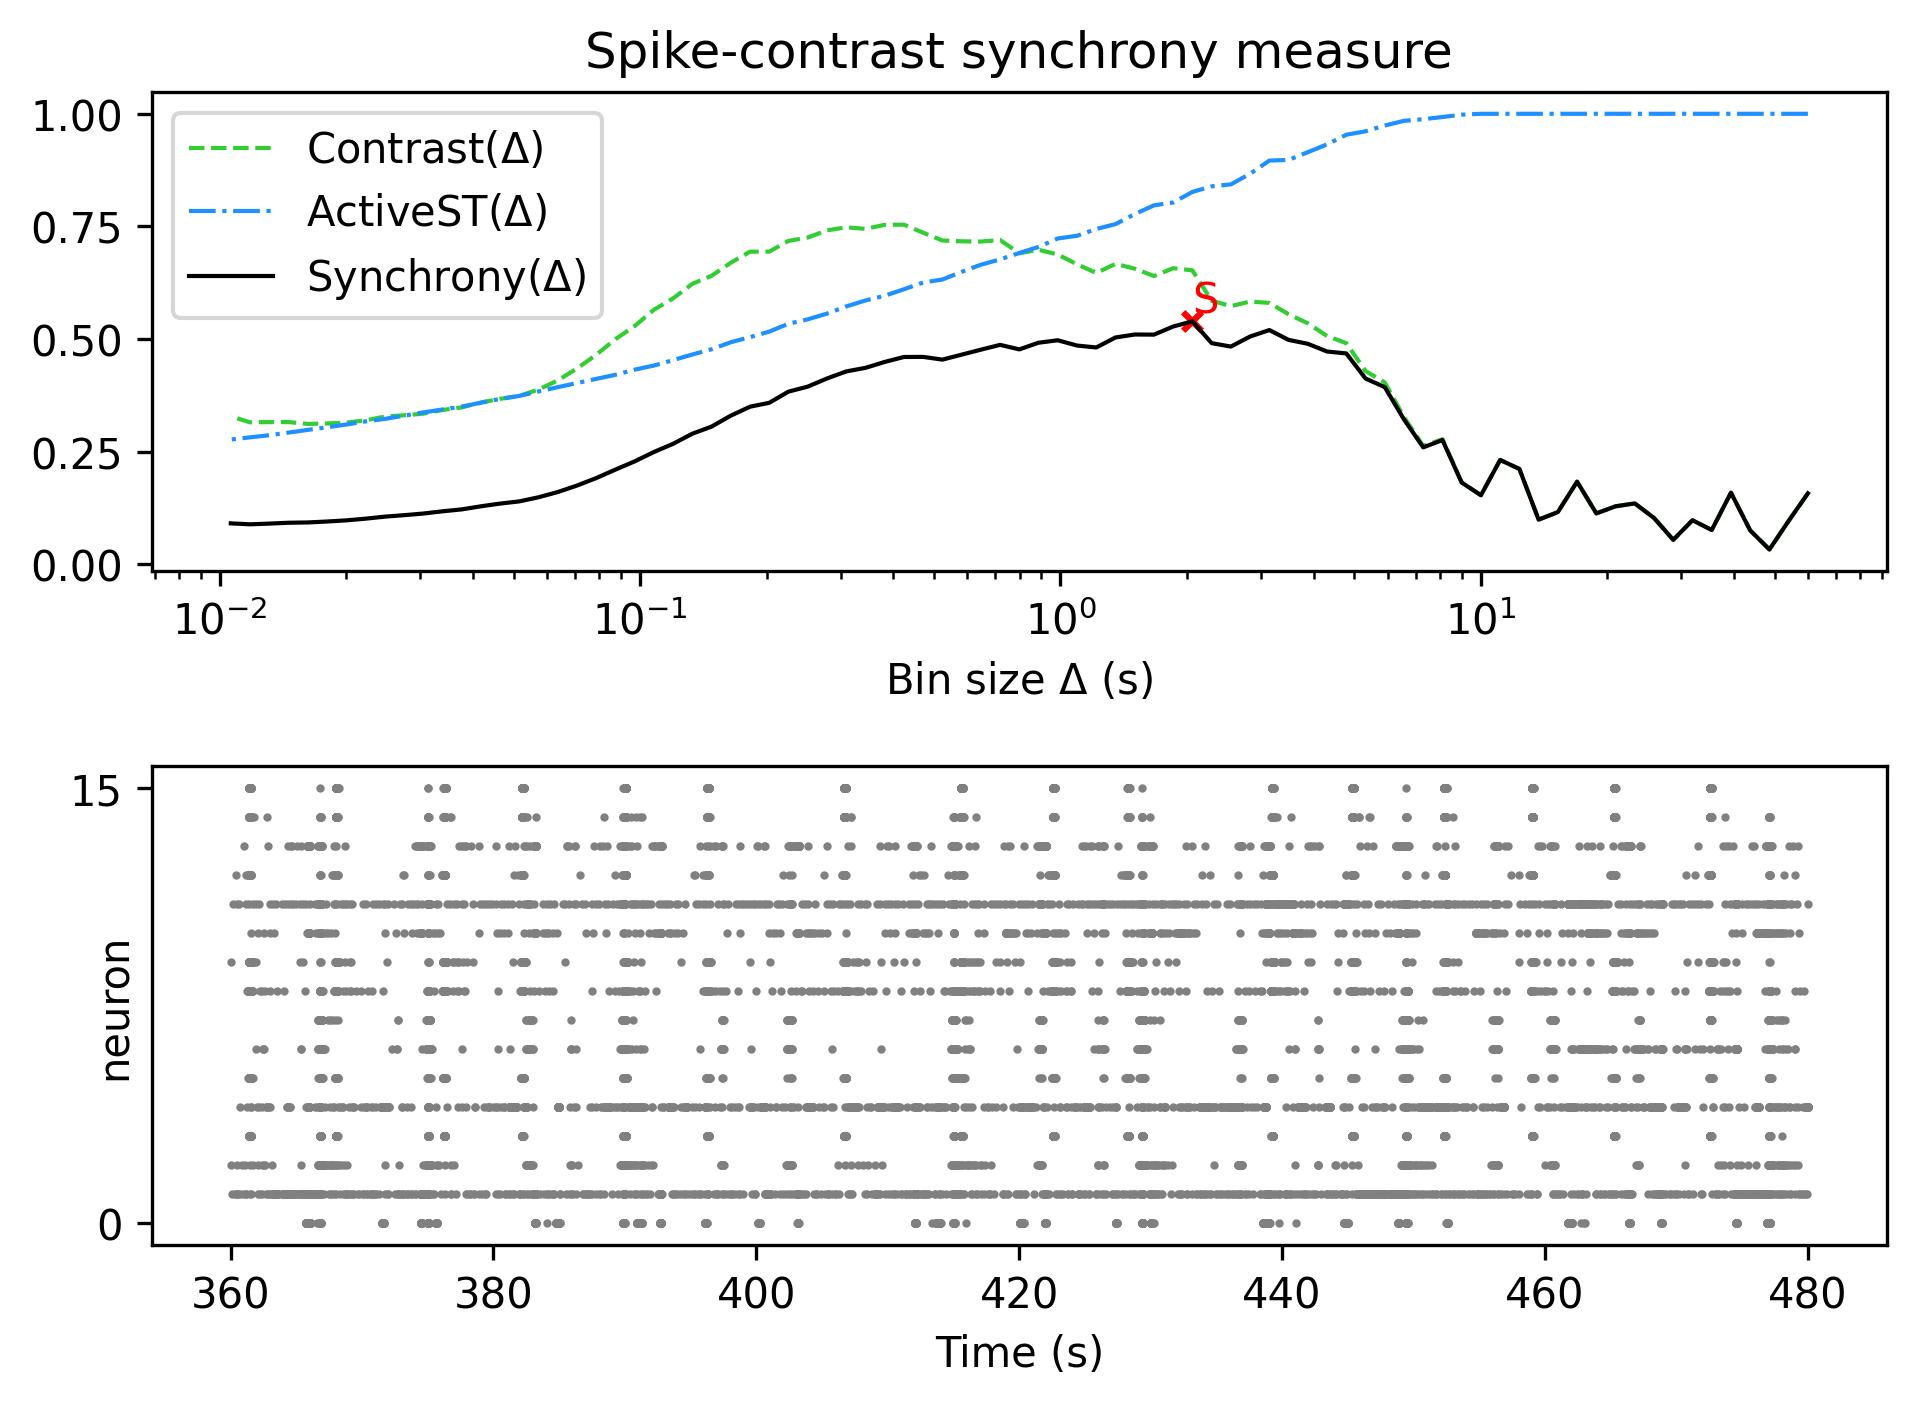 Spike-contrast synchrony measure
1.00
0.75
0.50
0.25
0.00
Contrast(Δ)
ActiveST(Δ)
Synchrony(Δ)
S
10⁻² 10⁻¹ 10⁰ 10¹
Bin size Δ (s)
15
0
neuron
360 380 400 420 440 460 480
Time (s)